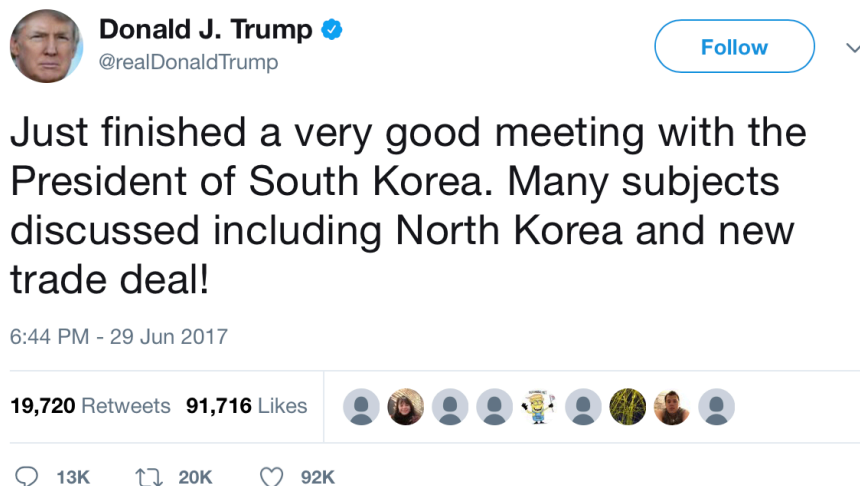 Donald J. Trump
@realDonaldTrump
Follow
Just finished a very good meeting with the
President of South Korea. Many subjects
discussed including North Korea and new
trade deal!
6:44 PM - 29 Jun 2017
19,720 Retweets 91,716 Likes
13K 20K 92K